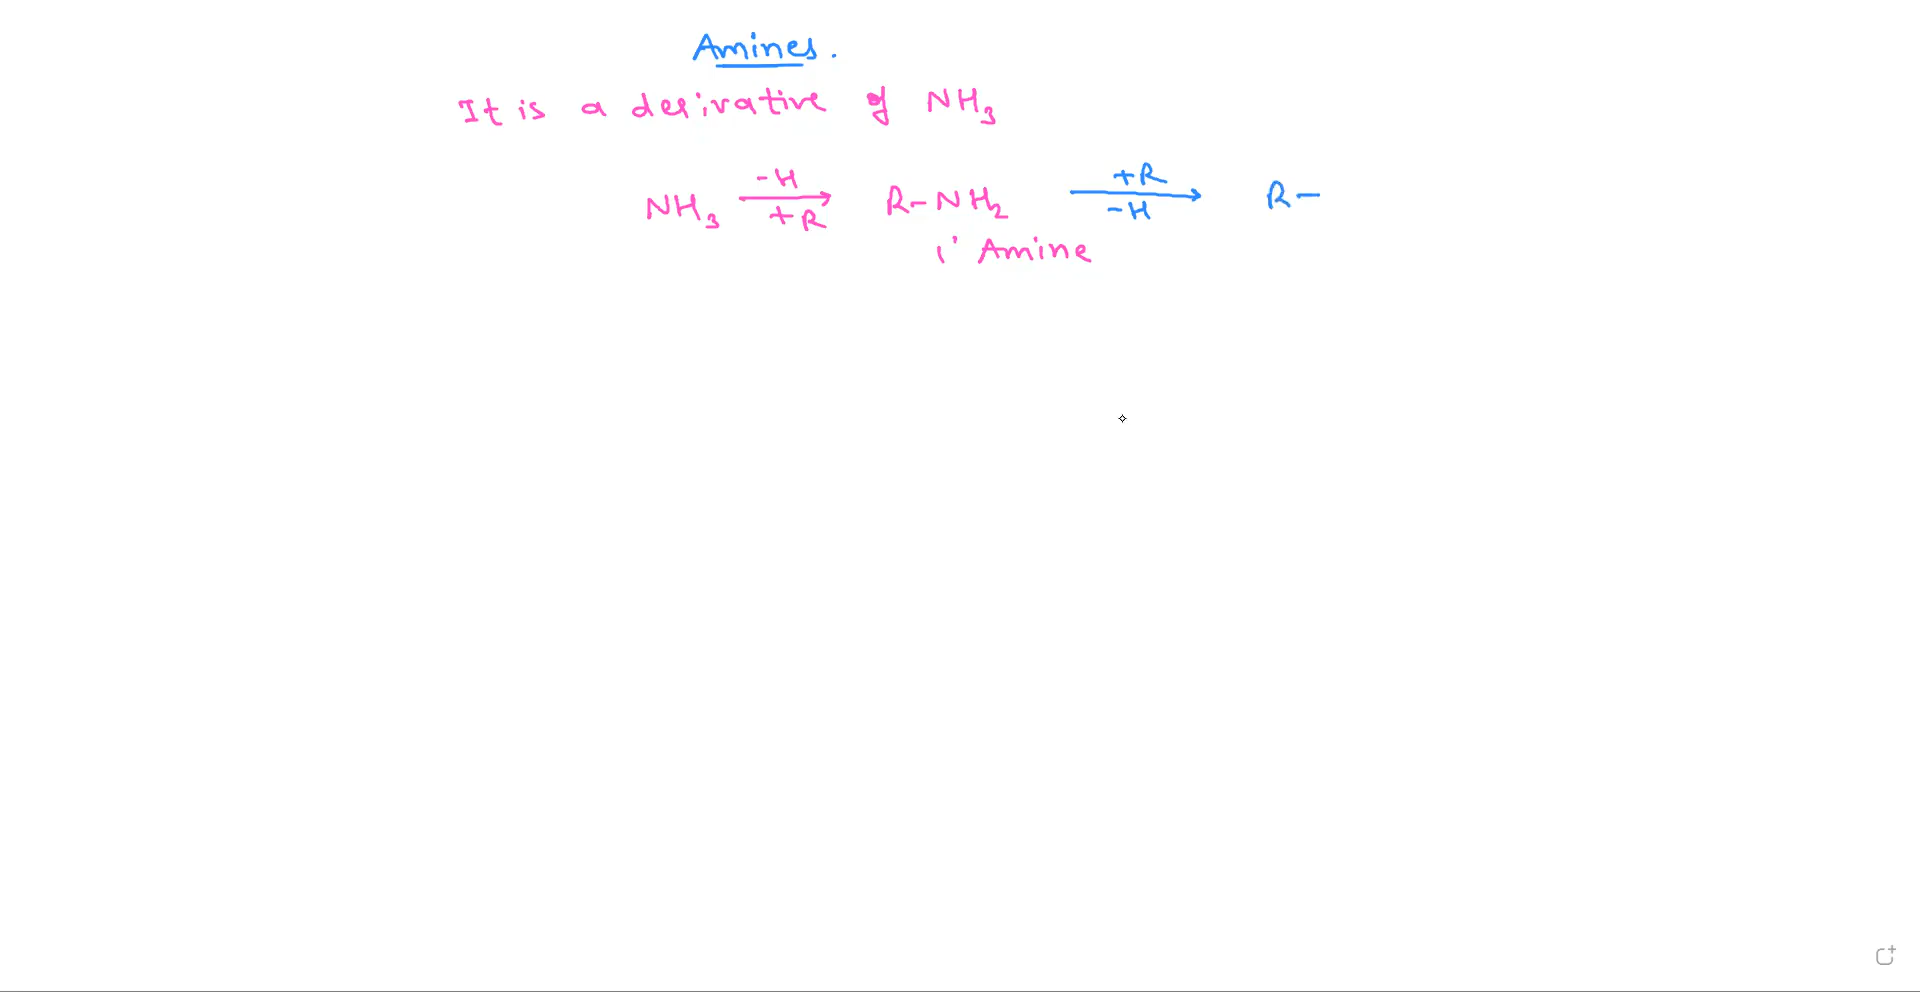 Amines.
It is a derivative of NH₃
NH₃ —(-H / +R)→ R-NH₂ —(+R / -H)→ R-
1° Amine